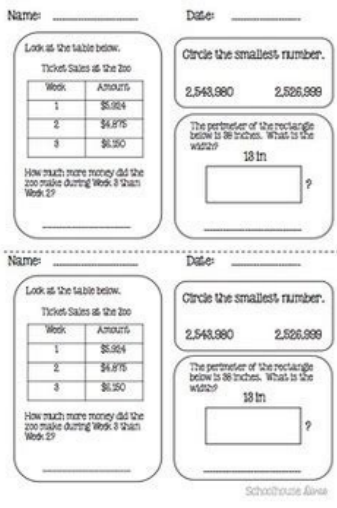 Name: ____________ Date: ____________
Look at the table below.
Ticket Sales at the Zoo
Week Amount
1 $5,924
2 $4,875
3 $6,150
How much more money did the
zoo make during Week 3 than
Week 2?
Circle the smallest number.
2,543,980 2,526,999
The perimeter of the rectangle
below is 38 inches. What is the
width?
13 in
?
Name: ____________ Date: ____________
Look at the table below.
Ticket Sales at the Zoo
Week Amount
1 $5,924
2 $4,875
3 $6,150
How much more money did the
zoo make during Week 3 than
Week 2?
Circle the smallest number.
2,543,980 2,526,999
The perimeter of the rectangle
below is 38 inches. What is the
width?
13 in
?
Schoolhouse